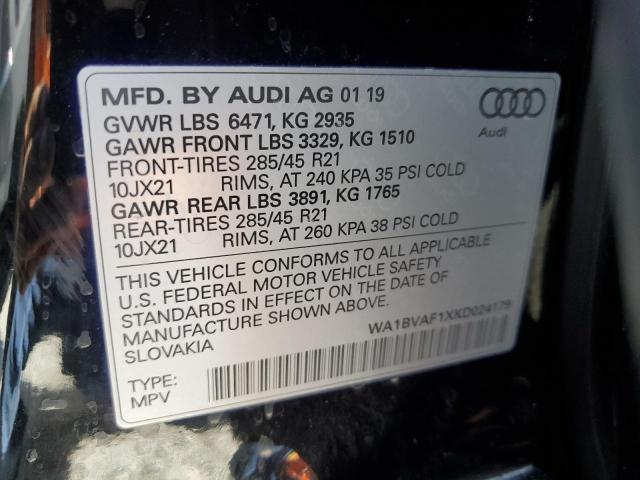 MFD. BY AUDI AG 01 19
Audi
GVWR LBS 6471, KG 2935
GAWR FRONT LBS 3329, KG 1510
FRONT-TIRES 285/45 R21
10JX21 RIMS, AT 240 KPA 35 PSI COLD
GAWR REAR LBS 3891, KG 1765
REAR-TIRES 285/45 R21
10JX21 RIMS, AT 260 KPA 38 PSI COLD
THIS VEHICLE CONFORMS TO ALL APPLICABLE
U.S. FEDERAL MOTOR VEHICLE SAFETY
STANDARDS IN EFFECT ON THE DATE OF
MANUFACTURE SHOWN ABOVE.
SLOVAKIA
WA1BVAF1XKD024179
TYPE:
MPV